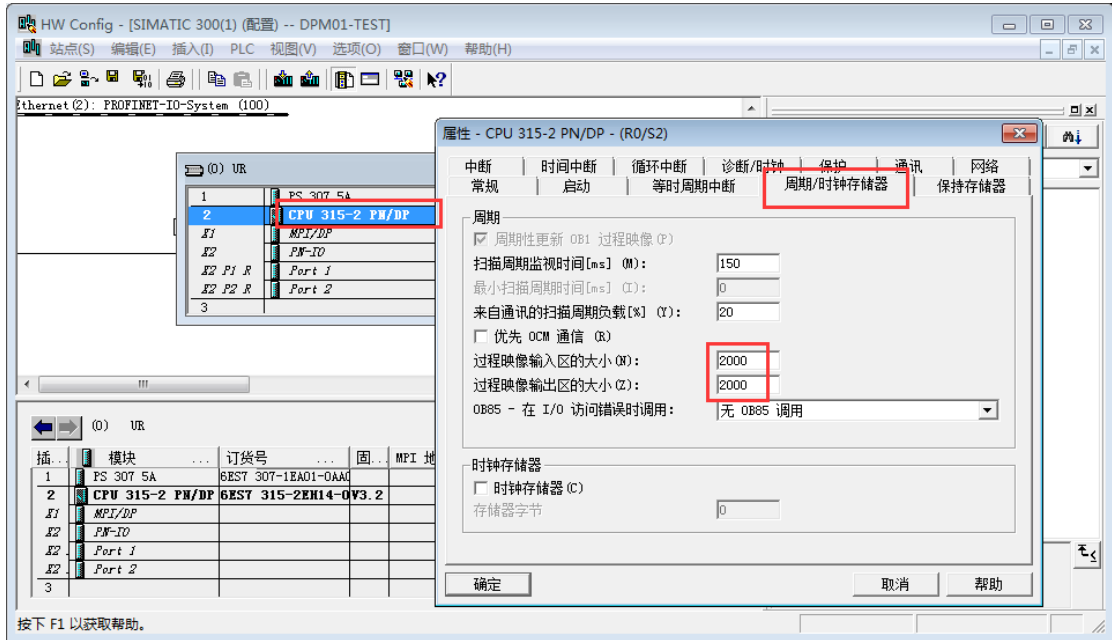 HW Config - [SIMATIC 300(1) (配置) -- DPM01-TEST]
站点(S) 编辑(E) 插入(I) PLC 视图(V) 选项(O) 窗口(W) 帮助(H)
thernet(2): PROFINET-IO-System (100)
(0) UR
1 PS 307 5A
2 CPU 315-2 PN/DP
X1 MPI/DP
X2 PN-IO
X2 P1 R Port 1
X2 P2 R Port 2
3
属性 - CPU 315-2 PN/DP - (R0/S2)
中断 时间中断 循环中断 诊断/时钟 保护 通讯 网络
常规 启动 等时周期中断 周期/时钟存储器 保持存储器
周期
周期性更新 OB1 过程映像(P)
扫描周期监视时间[ms] (M): 150
最小扫描周期时间[ms] (I): 0
来自通讯的扫描周期负载[%] (Y): 20
优先 OCM 通信 (R)
过程映像输入区的大小(N): 2000
过程映像输出区的大小(Z): 2000
OB85 - 在 I/O 访问错误时调用: 无 OB85 调用
时钟存储器
时钟存储器(C)
存储器字节 0
确定 取消 帮助
(0) UR
插... 模块 ... 订货号 ... 固... MPI 地
1 PS 307 5A 6ES7 307-1EA01-0AA0
2 CPU 315-2 PN/DP 6ES7 315-2EH14-0 V3.2
X1 MPI/DP
X2 PN-IO
X2 . Port 1
X2 . Port 2
3
按下 F1 以获取帮助。